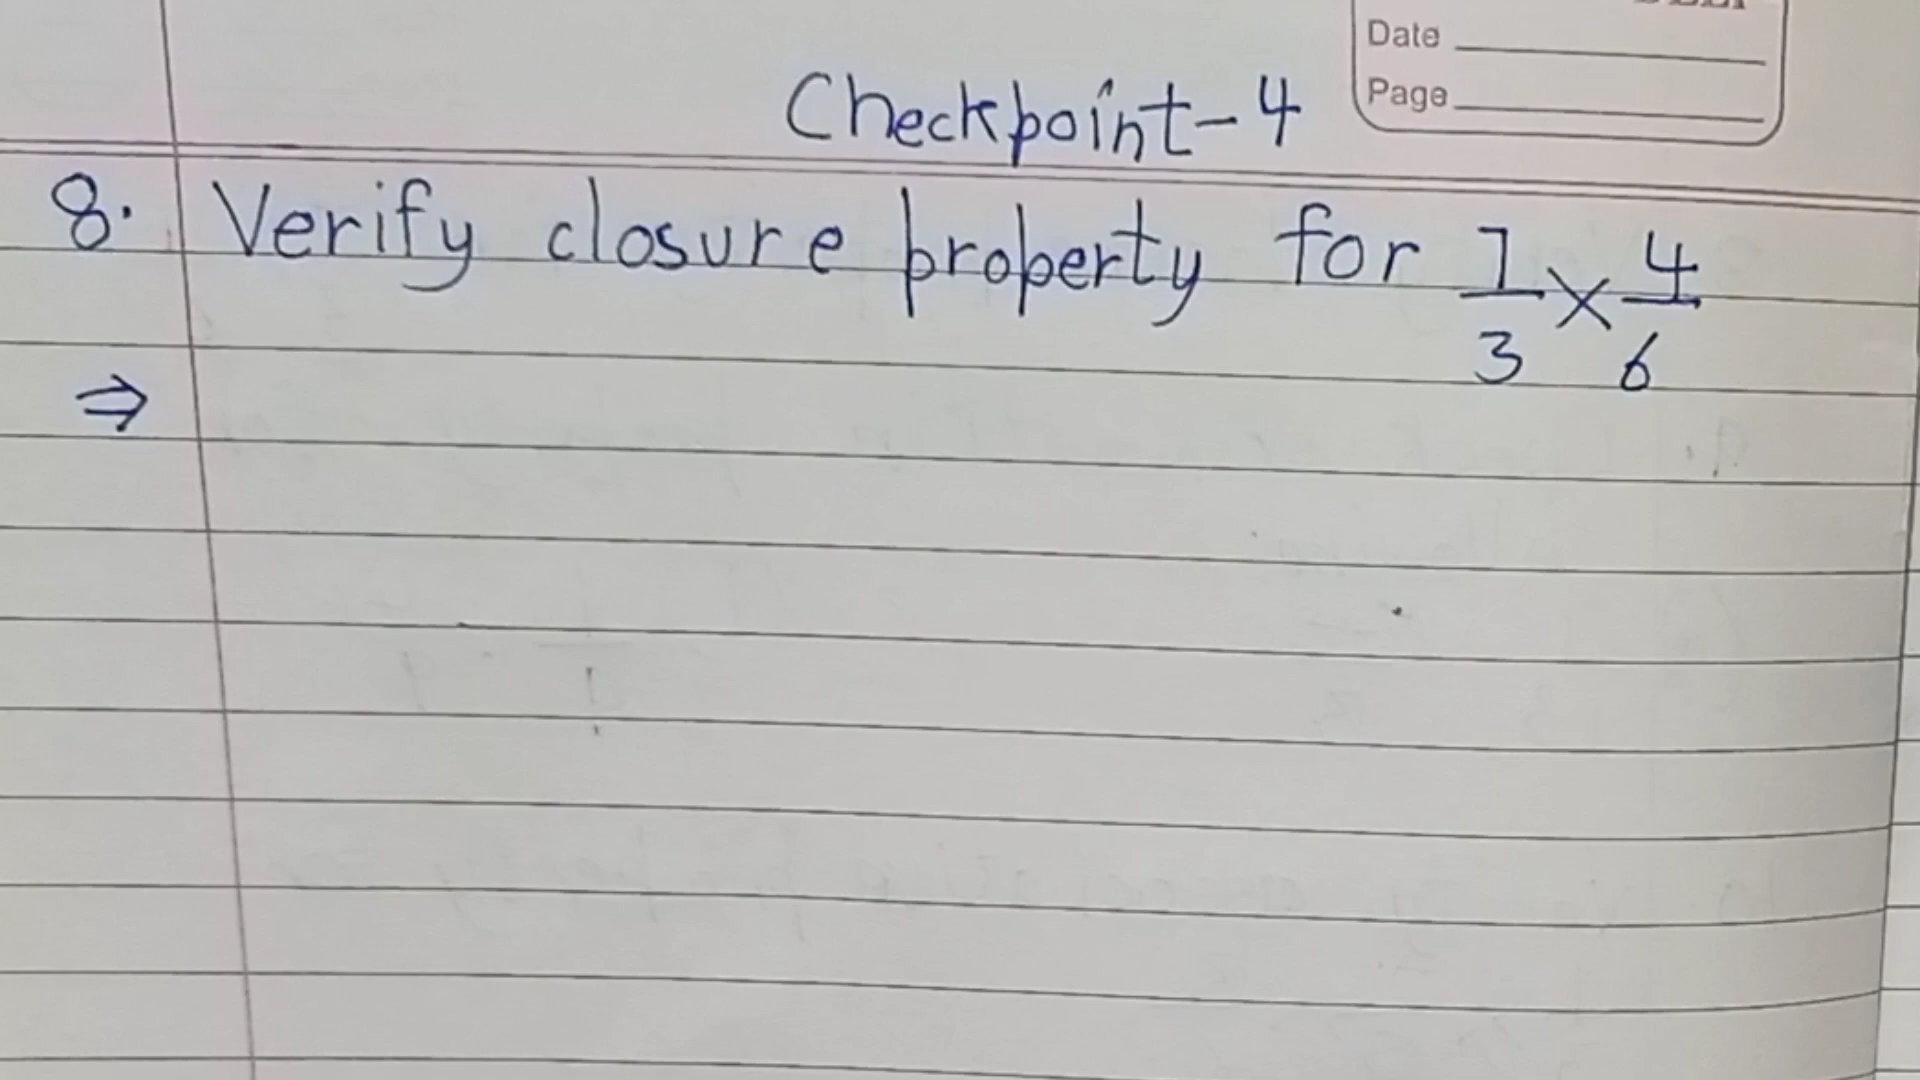 Date
Page
Checkpoint-4
8. Verify closure property for 1/3 × 4/6
⇒